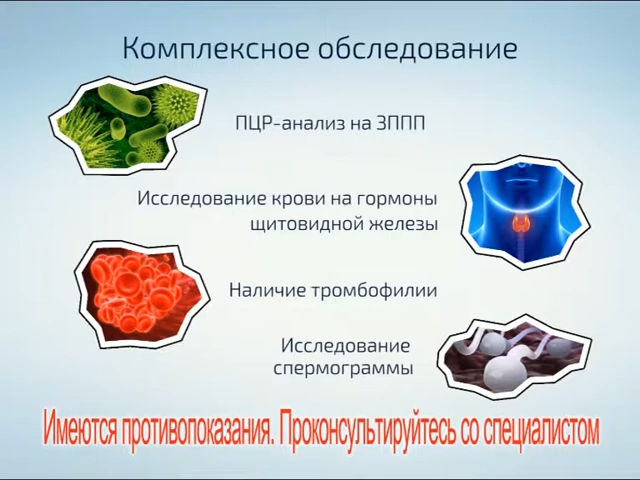 Комплексное обследование
ПЦР-анализ на ЗППП
Исследование крови на гормоны
щитовидной железы
Наличие тромбофилии
Исследование
спермограммы
Имеются противопоказания. Проконсультируйтесь со специалистом